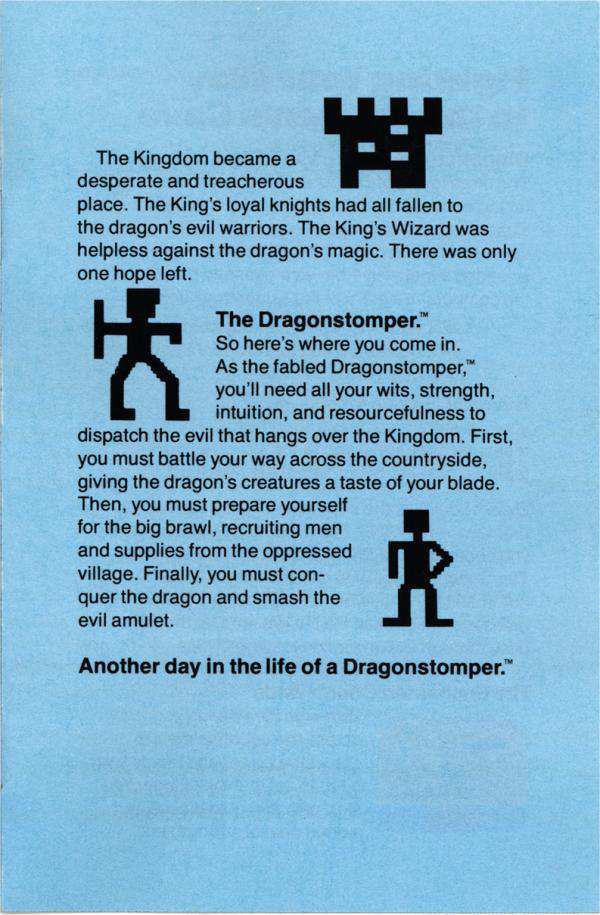 The Kingdom became a
desperate and treacherous
place. The King's loyal knights had all fallen to
the dragon's evil warriors. The King's Wizard was
helpless against the dragon's magic. There was only
one hope left.
The Dragonstomper.™
So here's where you come in.
As the fabled Dragonstomper,™
you'll need all your wits, strength,
intuition, and resourcefulness to
dispatch the evil that hangs over the Kingdom. First,
you must battle your way across the countryside,
giving the dragon's creatures a taste of your blade.
Then, you must prepare yourself
for the big brawl, recruiting men
and supplies from the oppressed
village. Finally, you must con-
quer the dragon and smash the
evil amulet.
Another day in the life of a Dragonstomper.™